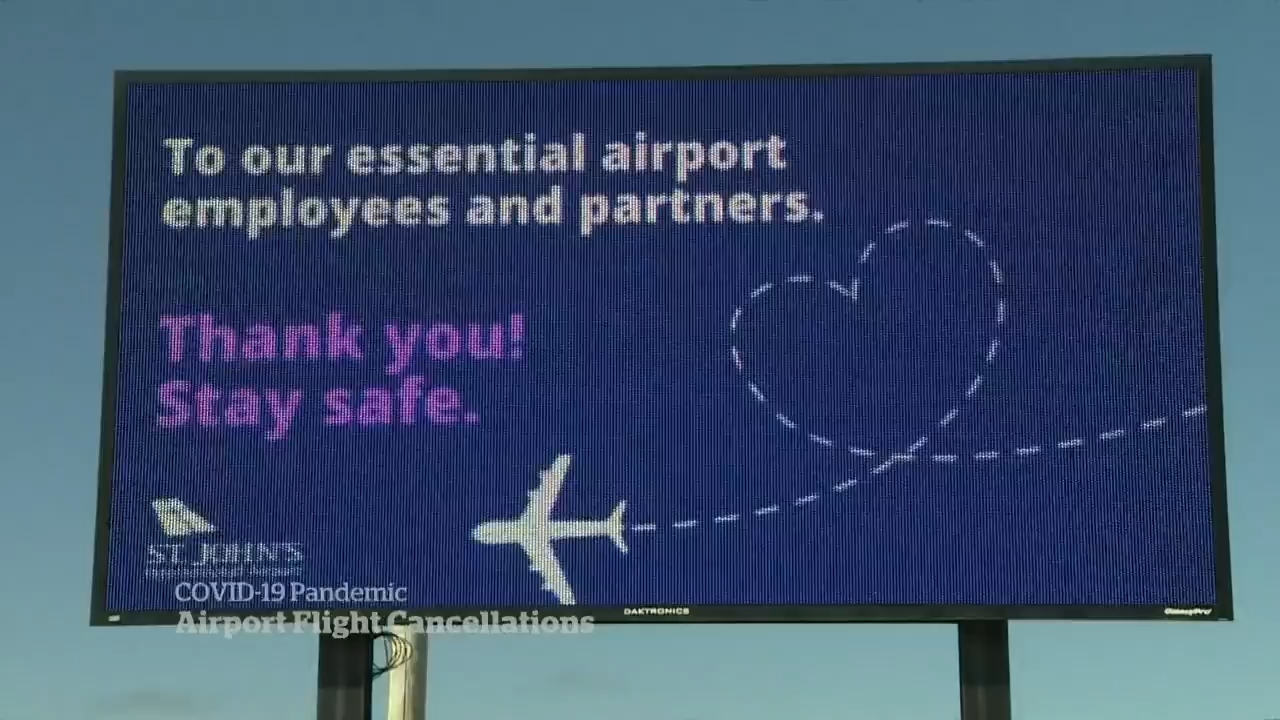 To our essential airport
employees and partners.
Thank you!
Stay safe.
ST. JOHN'S
COVID-19 Pandemic
Airport Flight Cancellations
DAKTRONICS